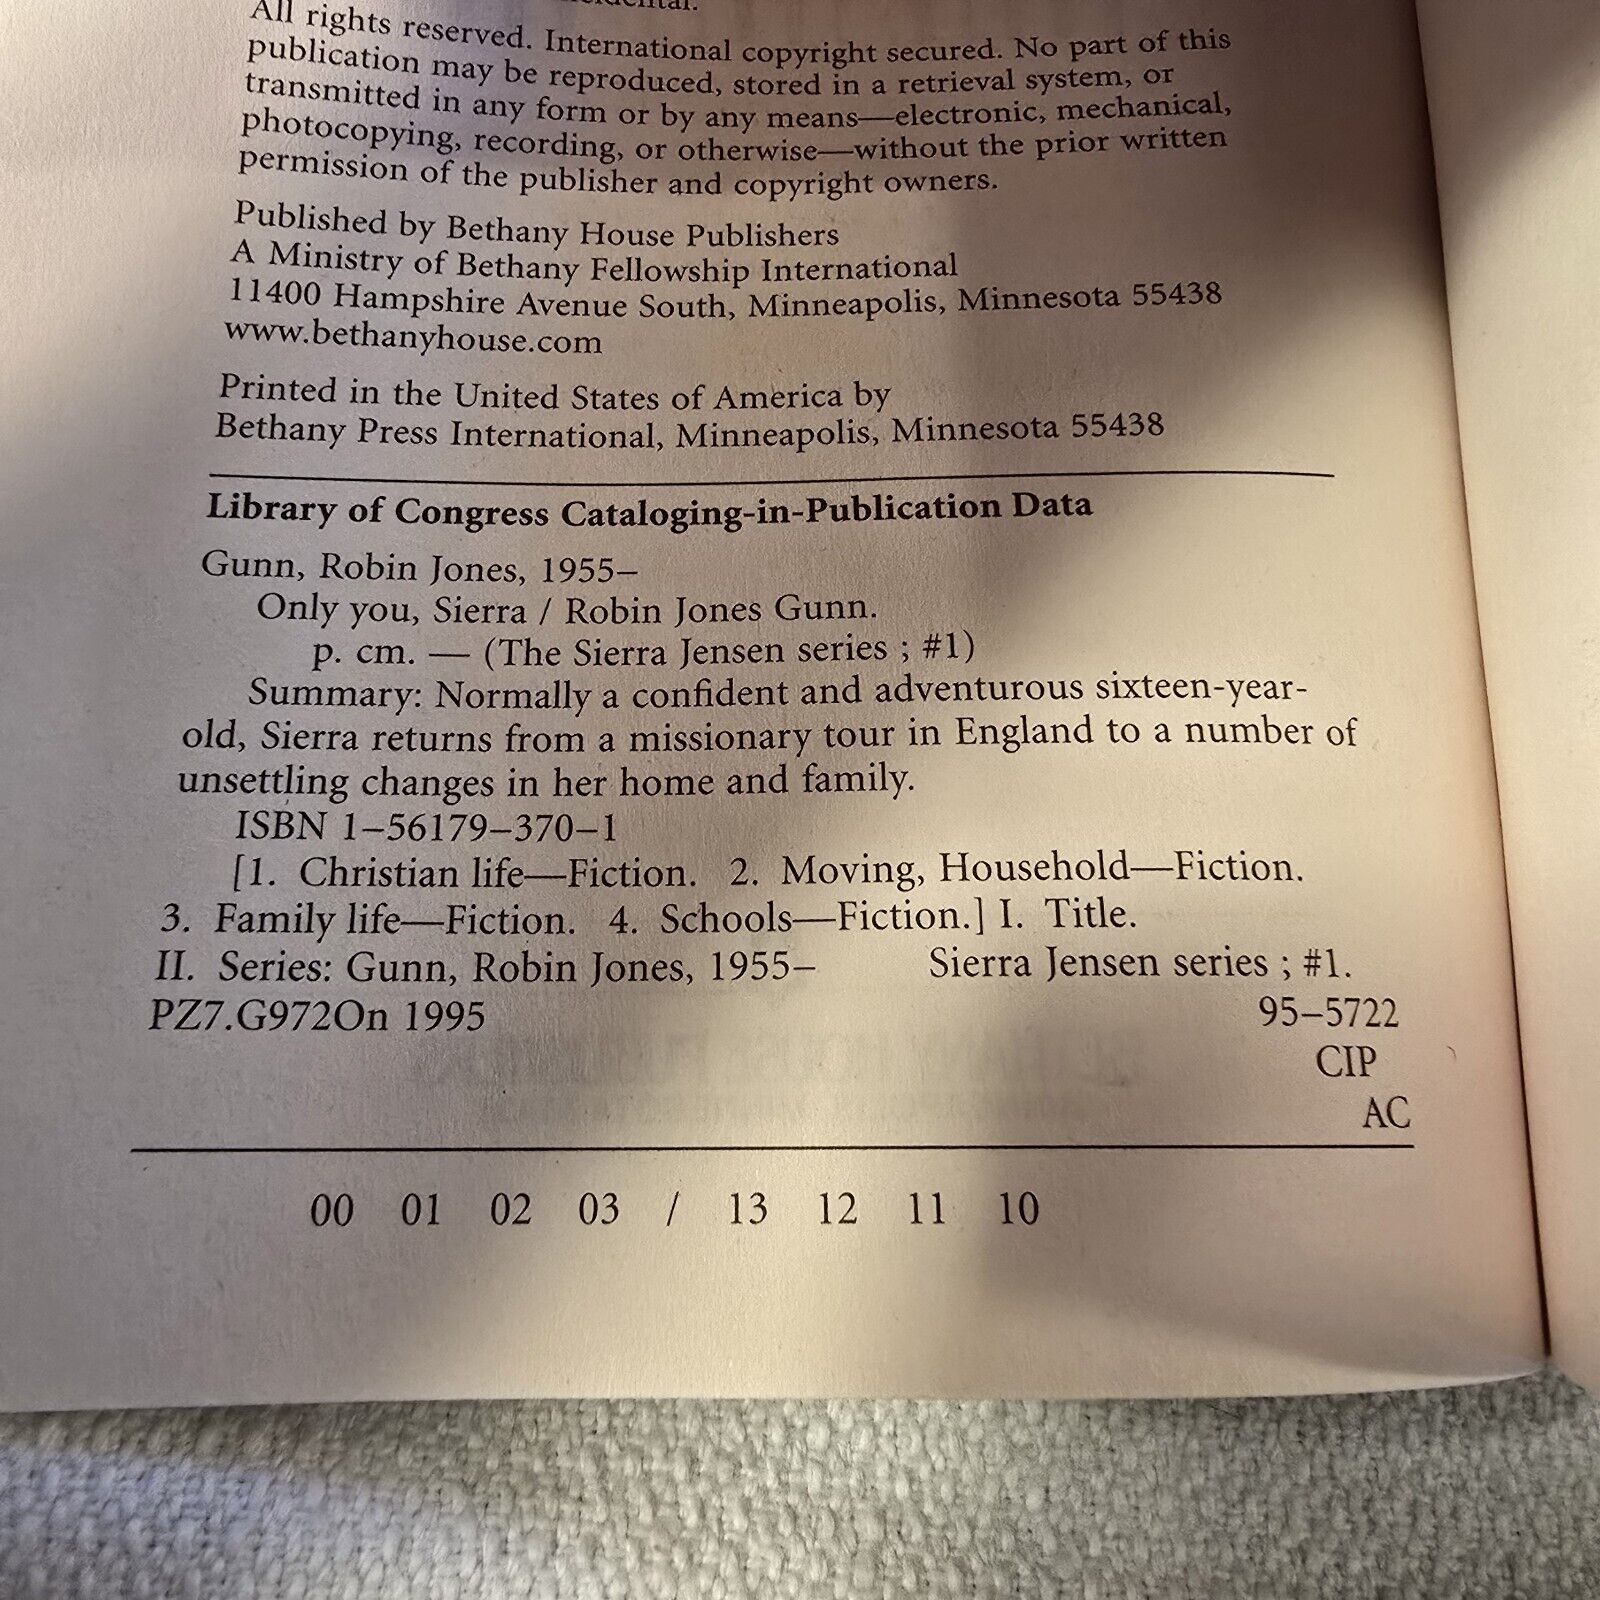 All rights reserved. International copyright secured. No part of this
publication may be reproduced, stored in a retrieval system, or
transmitted in any form or by any means—electronic, mechanical,
photocopying, recording, or otherwise—without the prior written
permission of the publisher and copyright owners.
Published by Bethany House Publishers
A Ministry of Bethany Fellowship International
11400 Hampshire Avenue South, Minneapolis, Minnesota 55438
www.bethanyhouse.com
Printed in the United States of America by
Bethany Press International, Minneapolis, Minnesota 55438
Library of Congress Cataloging-in-Publication Data
Gunn, Robin Jones, 1955–
Only you, Sierra / Robin Jones Gunn.
p. cm. — (The Sierra Jensen series ; #1)
Summary: Normally a confident and adventurous sixteen-year-
old, Sierra returns from a missionary tour in England to a number of
unsettling changes in her home and family.
ISBN 1–56179–370–1
[1. Christian life—Fiction. 2. Moving, Household—Fiction.
3. Family life—Fiction. 4. Schools—Fiction.] I. Title.
II. Series: Gunn, Robin Jones, 1955– Sierra Jensen series ; #1.
PZ7.G972On 1995 95–5722
CIP
AC
00 01 02 03 / 13 12 11 10